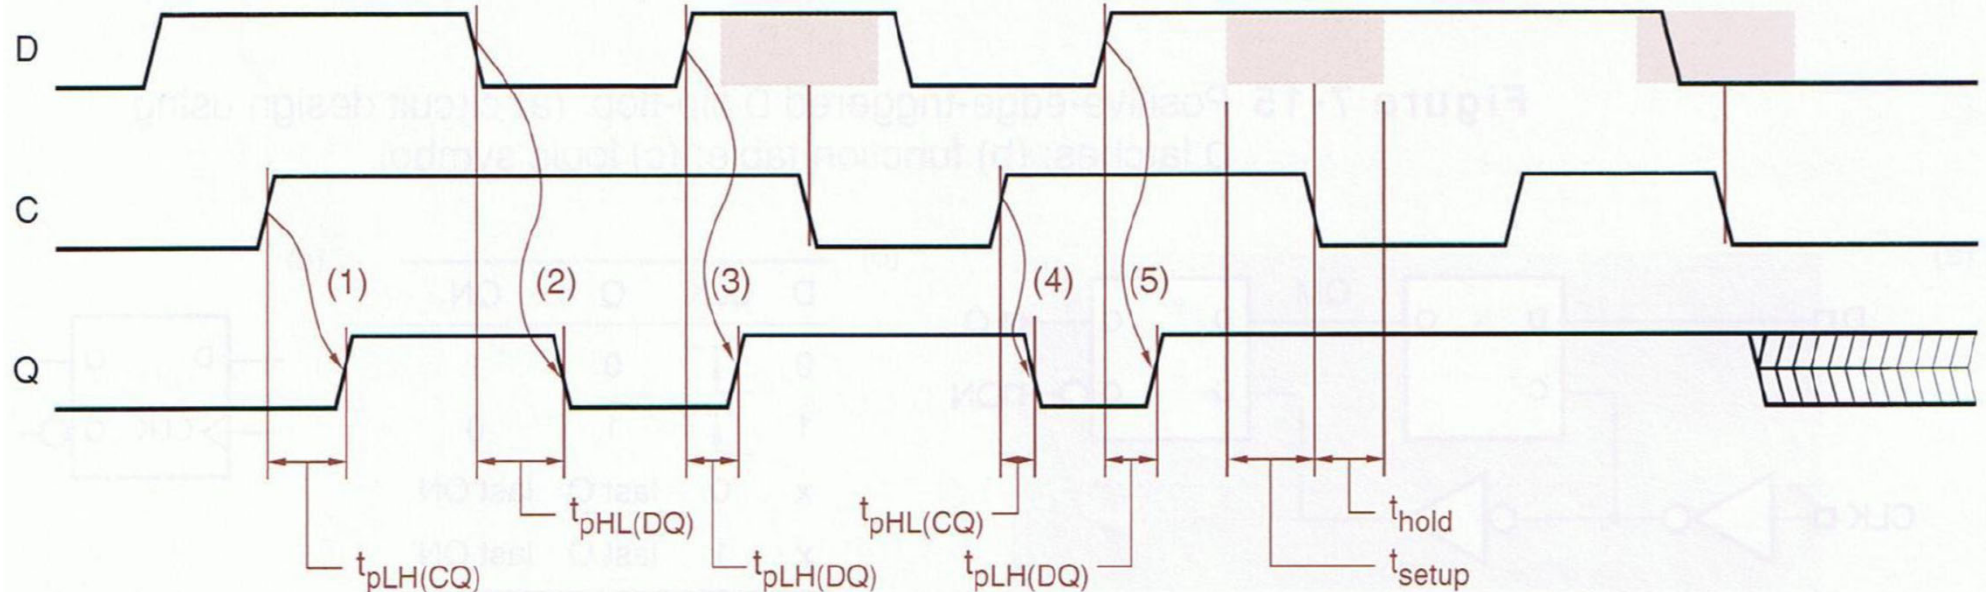 D
C
(1) (2) (3) (4) (5)
Q
tpHL(DQ) tpHL(CQ) thold
tpLH(CQ) tpLH(DQ) tpLH(DQ) tsetup